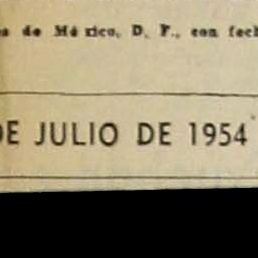 de México, D. F., con fech
DE JULIO DE 1954